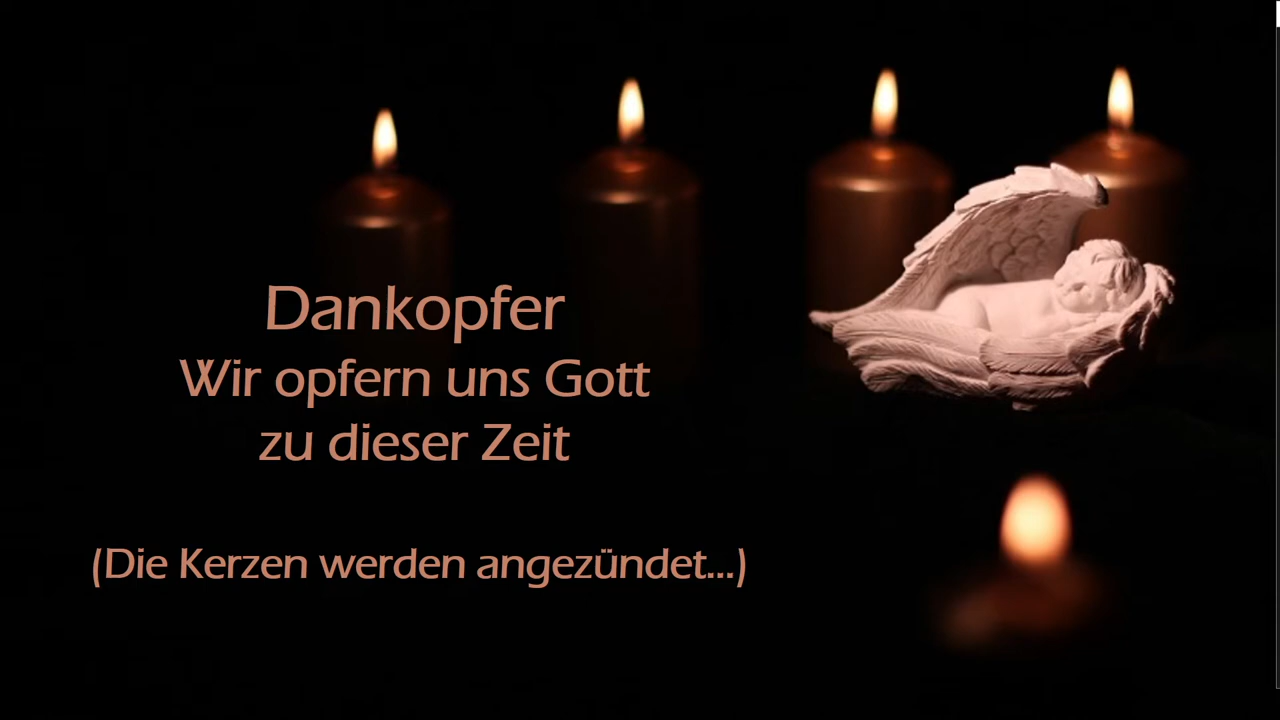 Dankopfer
Wir opfern uns Gott
zu dieser Zeit
(Die Kerzen werden angezündet...)